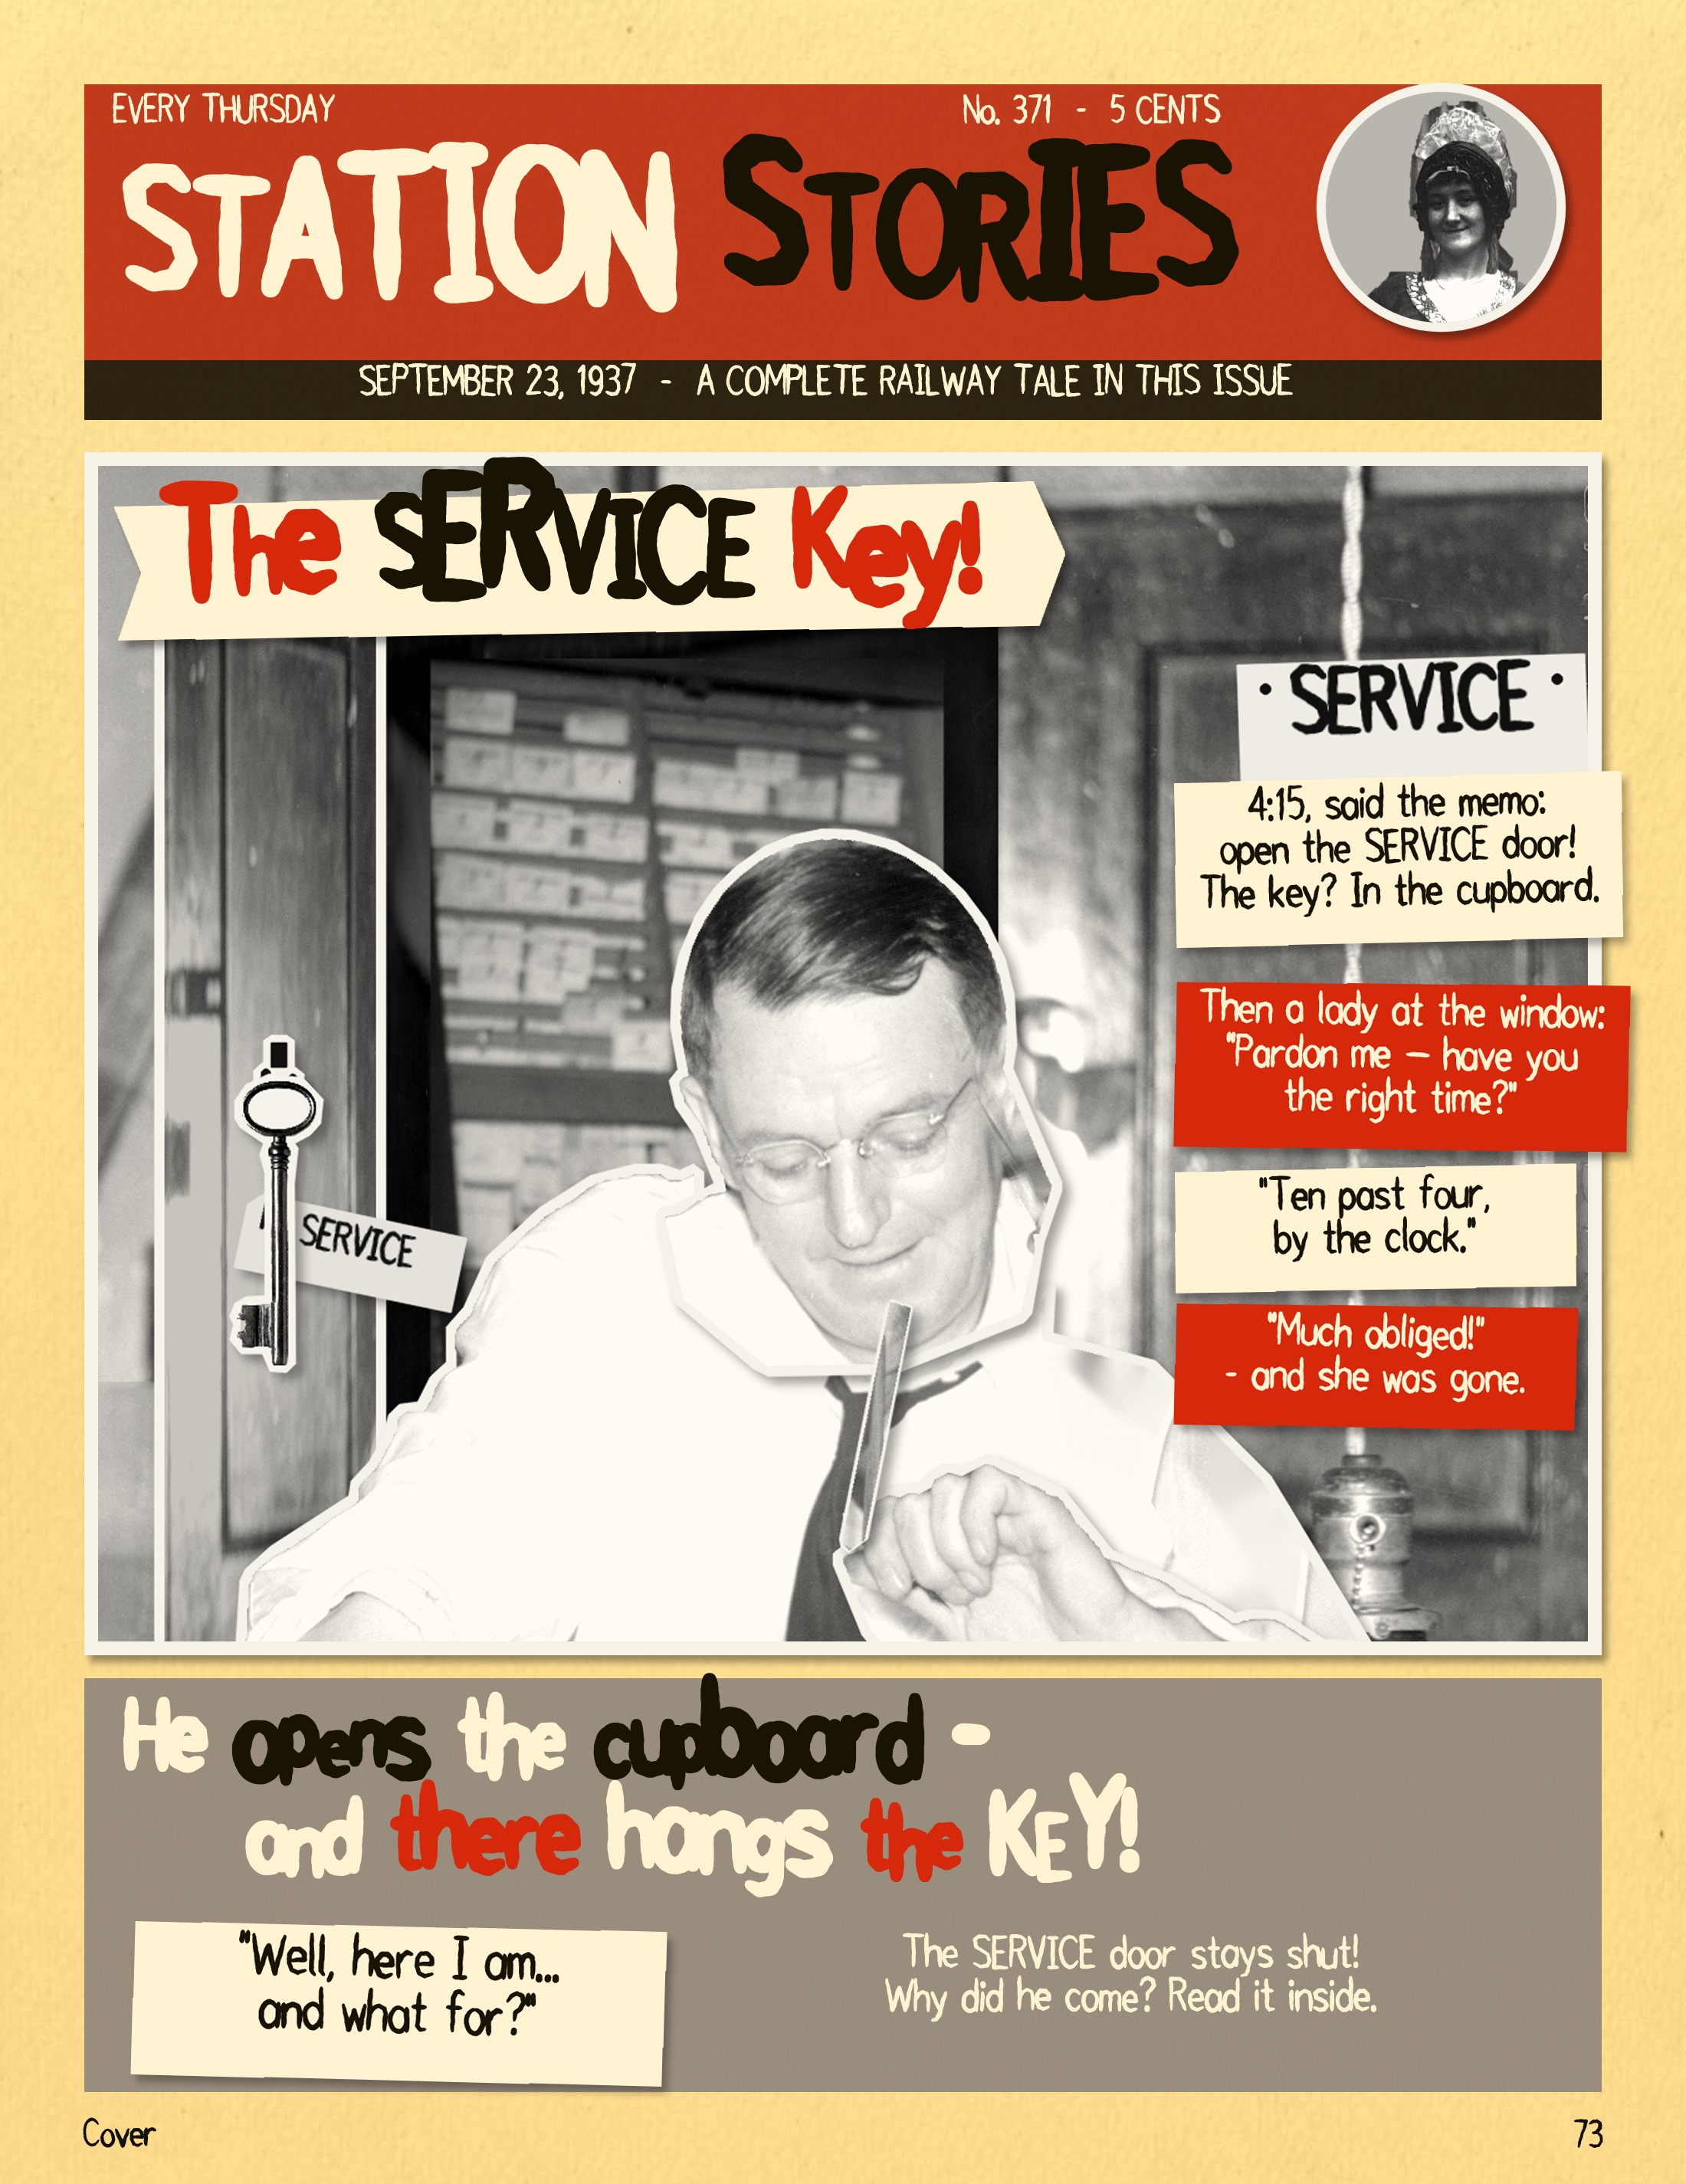 EVERY THURSDAY
No. 371 - 5 CENTS
STATION STORIES
SEPTEMBER 23, 1937 - A COMPLETE RAILWAY TALE IN THIS ISSUE
The SERVICE Key!
SERVICE
4:15, said the memo:
open the SERVICE door!
The key? In the cupboard.
Then a lady at the window:
"Pardon me — have you
the right time?"
"Ten past four,
by the clock."
"Much obliged!"
- and she was gone.
SERVICE
He opens the cupboard -
and there hangs the KEY!
"Well, here I am...
and what for?"
The SERVICE door stays shut!
Why did he come? Read it inside.
Cover
73